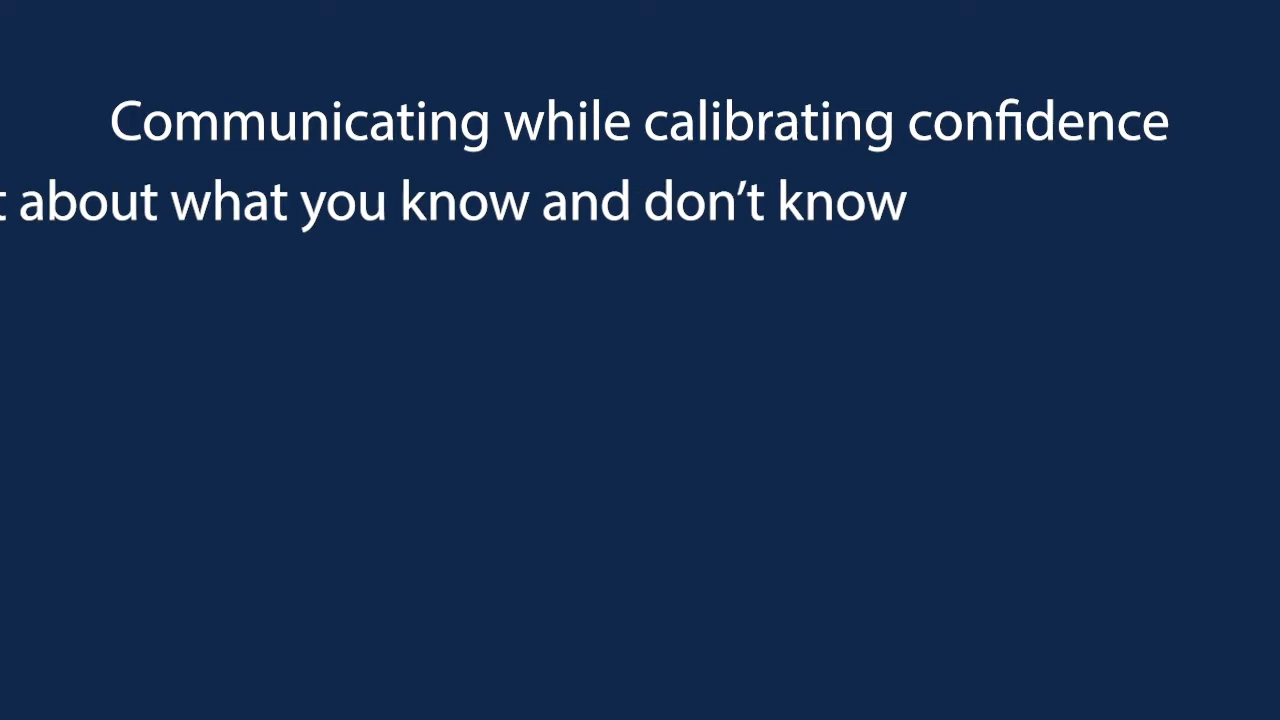 Communicating while calibrating confidence
about what you know and don’t know